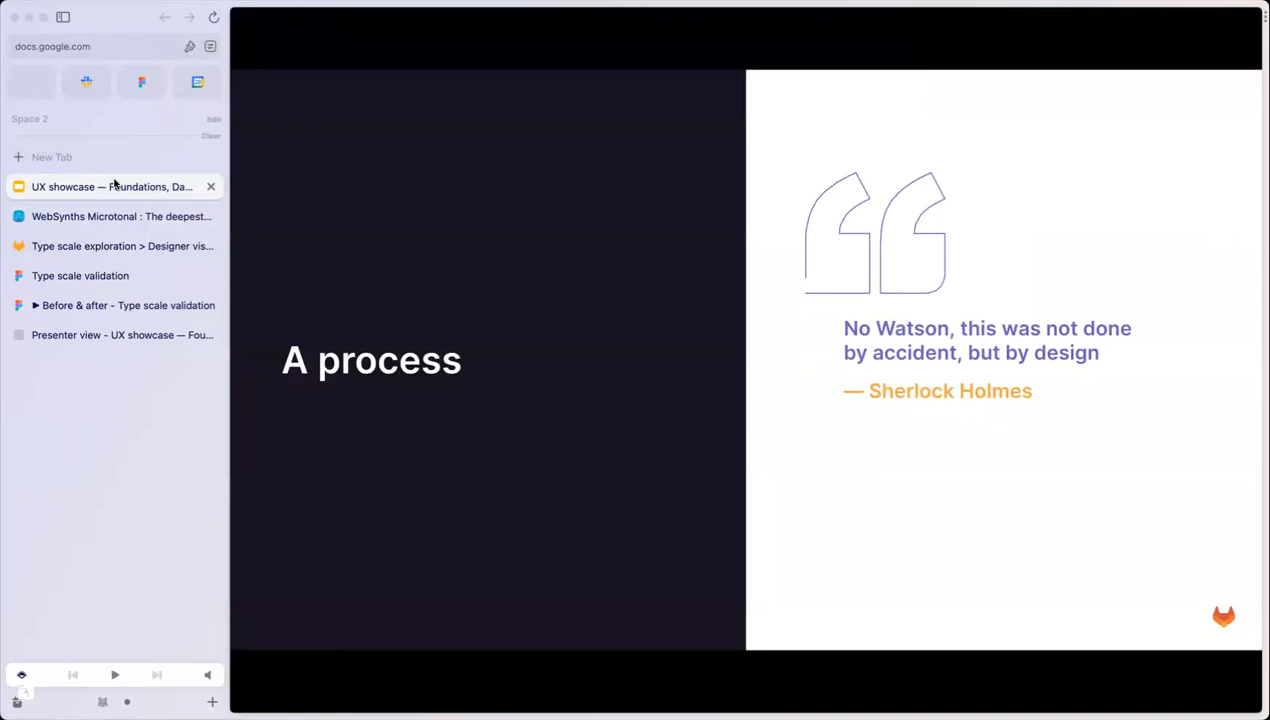 docs.google.com
Space 2
Edit
Clear
New Tab
UX showcase — Foundations, Da...
WebSynths Microtonal : The deepest...
Type scale exploration > Designer vis...
Type scale validation
▶ Before & after - Type scale validation
Presenter view - UX showcase — Fou...
A process
No Watson, this was not done
by accident, but by design
— Sherlock Holmes